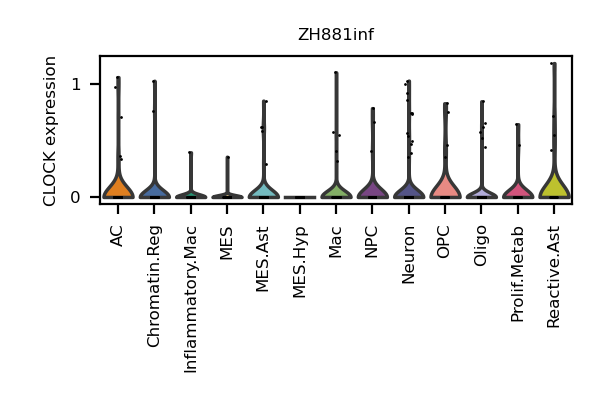 ZH881inf
CLOCK expression
1
0
AC
Chromatin.Reg
Inflammatory.Mac
MES
MES.Ast
MES.Hyp
Mac
NPC
Neuron
OPC
Oligo
Prolif.Metab
Reactive.Ast